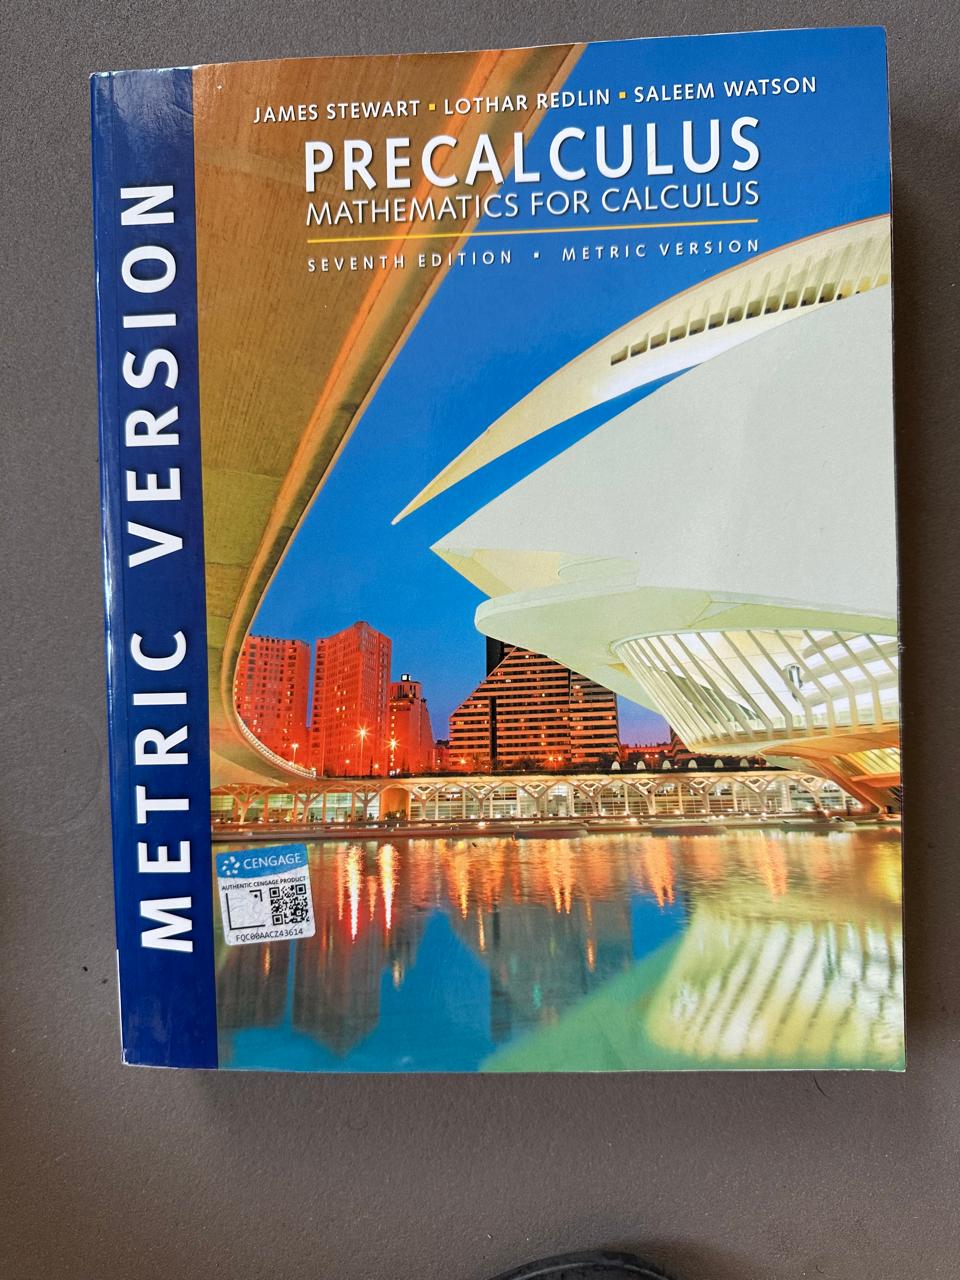 JAMES STEWART ▪ LOTHAR REDLIN ▪ SALEEM WATSON
PRECALCULUS
MATHEMATICS FOR CALCULUS
SEVENTH EDITION ▪ METRIC VERSION
METRIC VERSION
CENGAGE
AUTHENTIC CENGAGE PRODUCT
FQC08AACZ43614